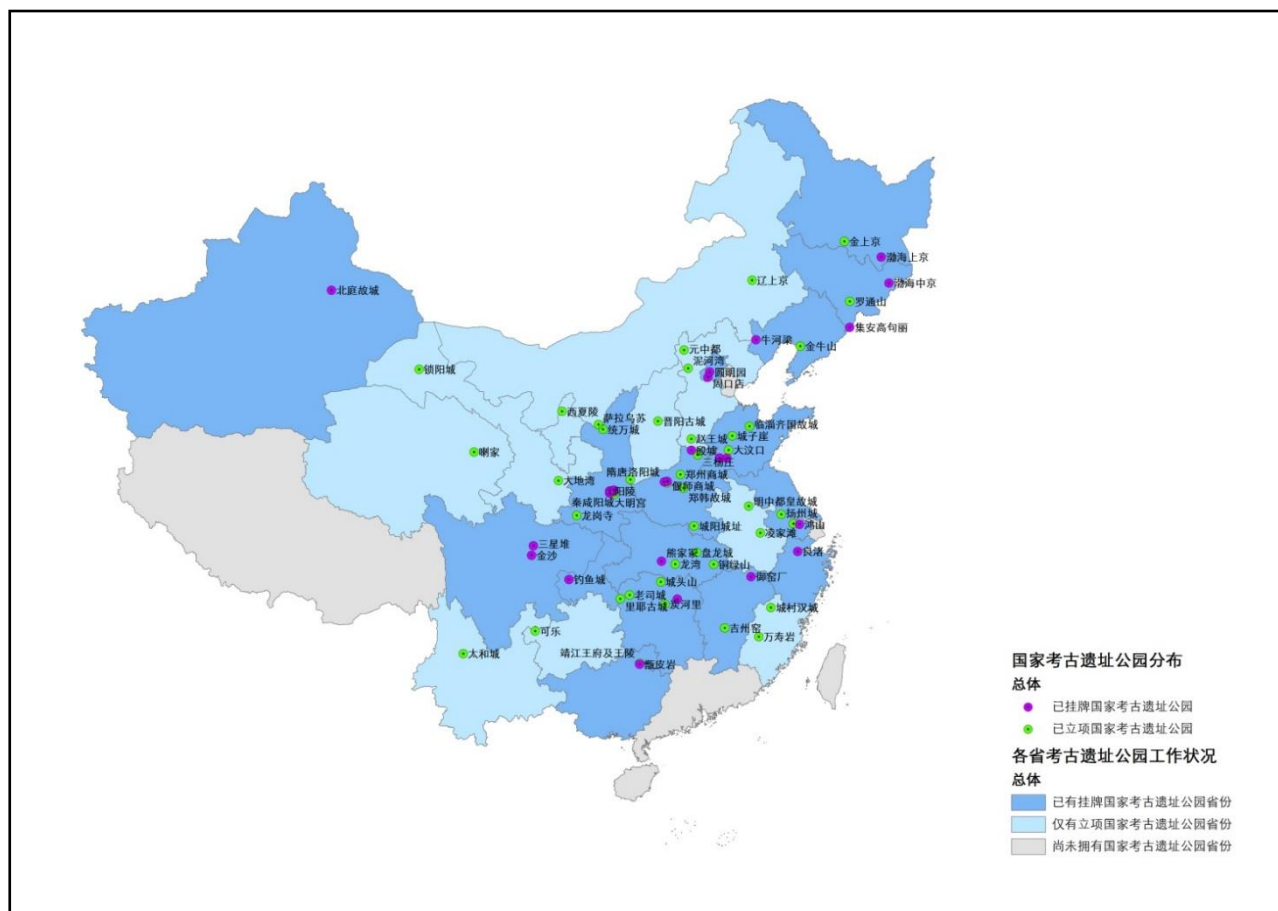 金上京
渤海上京
辽上京
渤海中京
北庭故城
罗通山
集安高句丽
牛河梁
金牛山
元中都
泥河湾
圆明园
周口店
锁阳城
西夏陵
萨拉乌苏
统万城
晋阳古城
临淄齐国故城
赵王城
城子崖
殷墟
大汶口
三杨庄
喇家
隋唐洛阳城
郑州商城
大地湾
偃师商城
阳陵
郑韩故城
秦咸阳城
大明宫
明中都皇故城
扬州城
龙岗寺
城阳城址
鸿山
凌家滩
三星堆
金沙
熊家冢
盘龙城
良渚
龙湾
铜绿山
钓鱼城
御窑厂
城头山
老司城
里耶古城
炭河里
城村汉城
吉州窑
可乐
万寿岩
太和城
靖江王府及王陵
甑皮岩
国家考古遗址公园分布
总体
已挂牌国家考古遗址公园
已立项国家考古遗址公园
各省考古遗址公园工作状况
总体
已有挂牌国家考古遗址公园省份
仅有立项国家考古遗址公园省份
尚未拥有国家考古遗址公园省份